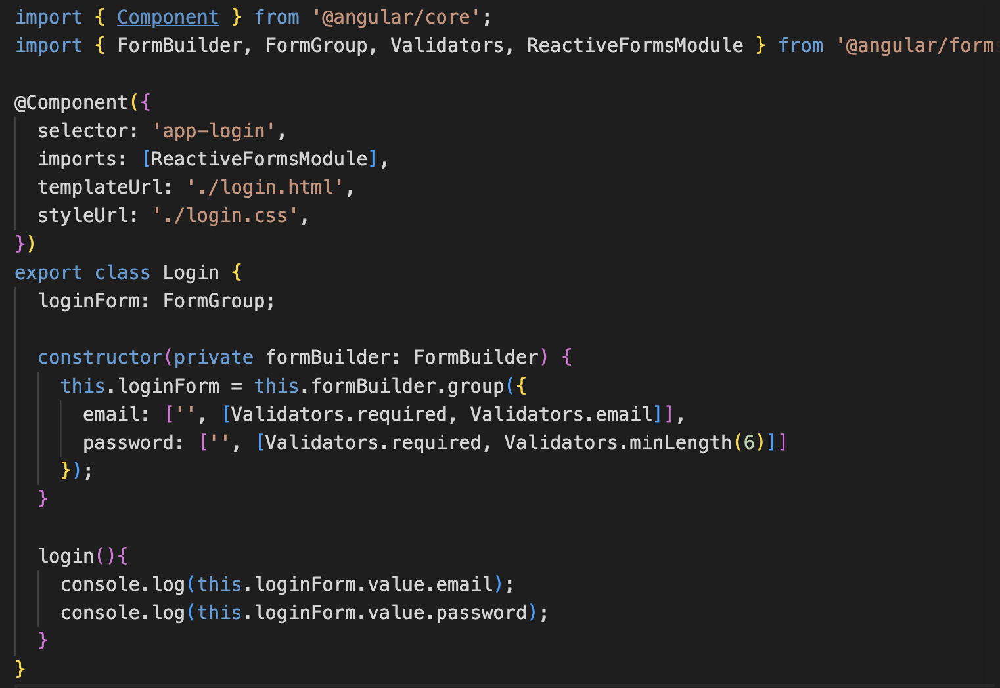 import { Component } from '@angular/core';
import { FormBuilder, FormGroup, Validators, ReactiveFormsModule } from '@angular/forms
@Component({
  selector: 'app-login',
  imports: [ReactiveFormsModule],
  templateUrl: './login.html',
  styleUrl: './login.css',
})
export class Login {
  loginForm: FormGroup;
  constructor(private formBuilder: FormBuilder) {
    this.loginForm = this.formBuilder.group({
      email: ['', [Validators.required, Validators.email]],
      password: ['', [Validators.required, Validators.minLength(6)]]
    });
  }
  login(){
    console.log(this.loginForm.value.email);
    console.log(this.loginForm.value.password);
  }
}